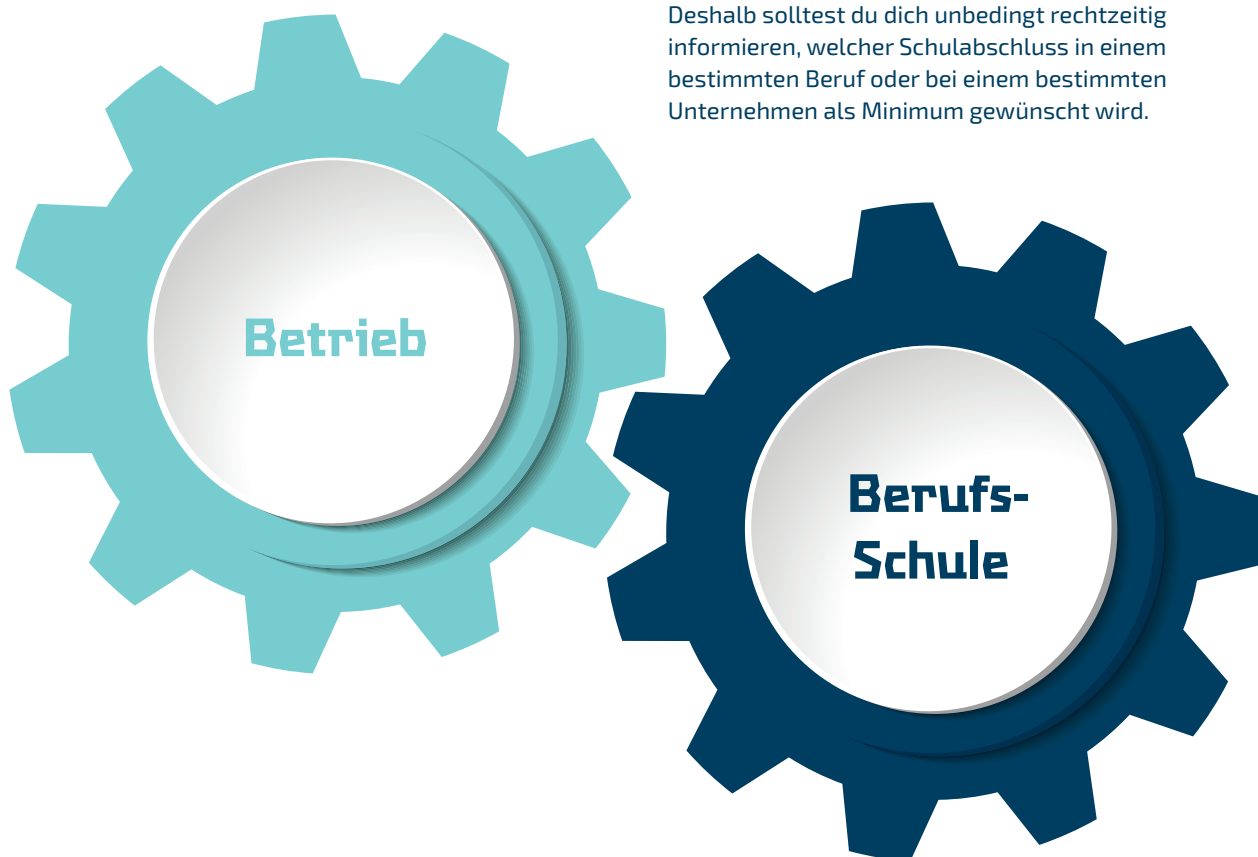 Deshalb solltest du dich unbedingt rechtzeitig
informieren, welcher Schulabschluss in einem
bestimmten Beruf oder bei einem bestimmten
Unternehmen als Minimum gewünscht wird.
Betrieb
Berufs-
Schule